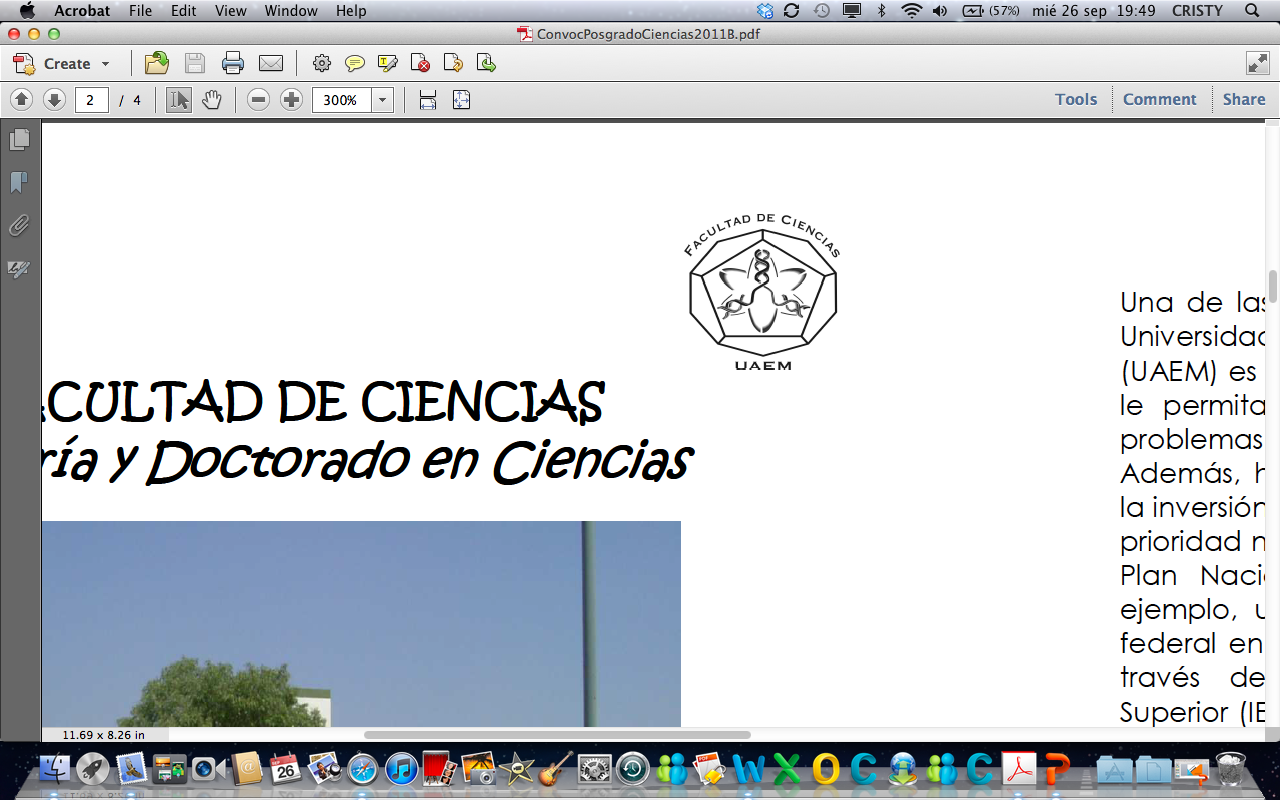 Acrobat File Edit View Window Help (57%) mié 26 sep 19:49 CRISTY
ConvocPosgradoCiencias2011B.pdf
Create
2 / 4 300% Tools Comment Share
FACULTAD DE CIENCIAS
UAEM
ACULTAD DE CIENCIAS
ría y Doctorado en Ciencias
Una de las
Universidad
(UAEM) es
le permita
problemas
Además, h
la inversión
prioridad n
Plan Naci
ejemplo, u
federal en
través de
Superior (IE
11.69 x 8.26 in
SEP
26
PDF
W X O C C P